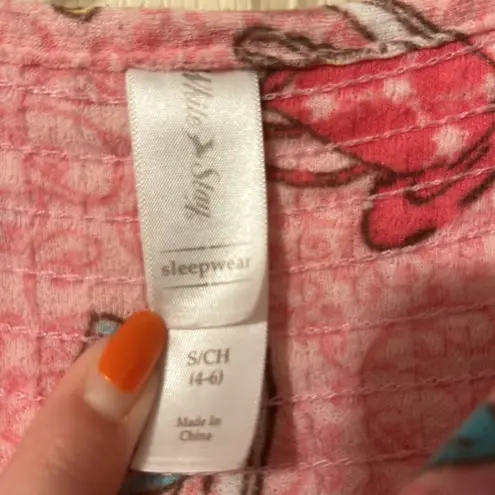 White Stag
sleepwear
S/CH
(4-6)
Made In
China